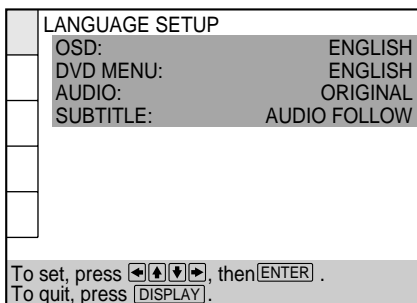 LANGUAGE SETUP
OSD: ENGLISH
DVD MENU: ENGLISH
AUDIO: ORIGINAL
SUBTITLE: AUDIO FOLLOW
To set, press ←↑↓→, then ENTER .
To quit, press DISPLAY.